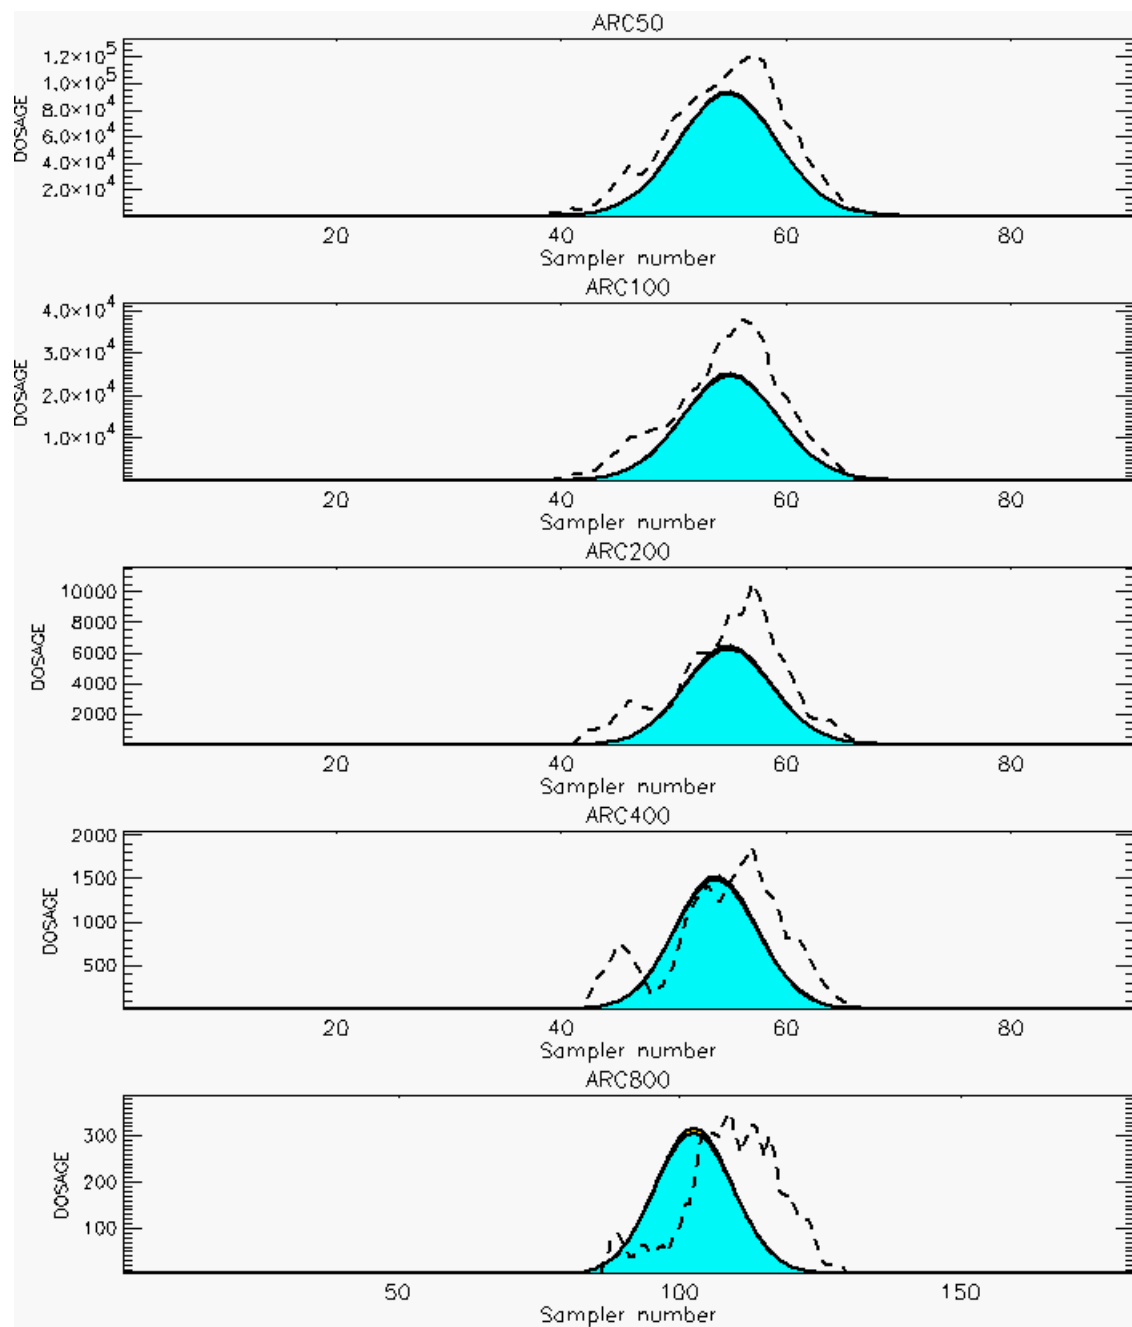 ARC50
1.2×10⁵
1.0×10⁵
8.0×10⁴
6.0×10⁴
4.0×10⁴
2.0×10⁴
DOSAGE
20 40 60 80
Sampler number
ARC100
4.0×10⁴
3.0×10⁴
2.0×10⁴
1.0×10⁴
DOSAGE
20 40 60 80
Sampler number
ARC200
10000
8000
6000
4000
2000
DOSAGE
20 40 60 80
Sampler number
ARC400
2000
1500
1000
500
DOSAGE
20 40 60 80
Sampler number
ARC800
300
200
100
DOSAGE
50 100 150
Sampler number